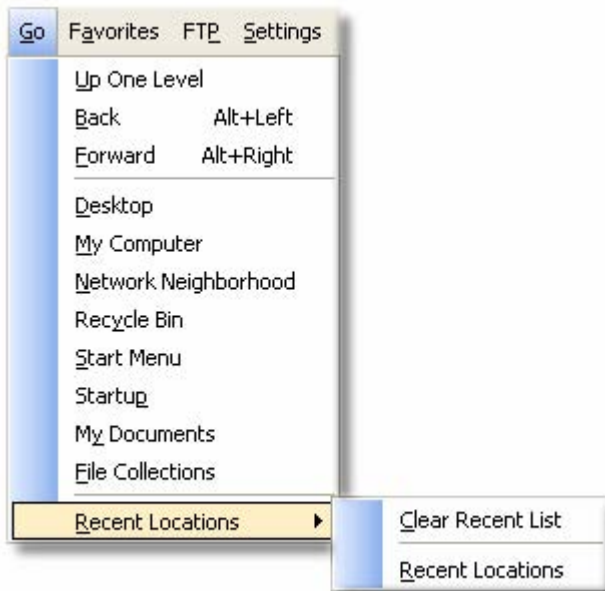 Go Favorites FTP Settings
Up One Level
Back Alt+Left
Forward Alt+Right
Desktop
My Computer
Network Neighborhood
Recycle Bin
Start Menu
Startup
My Documents
File Collections
Recent Locations
Clear Recent List
Recent Locations